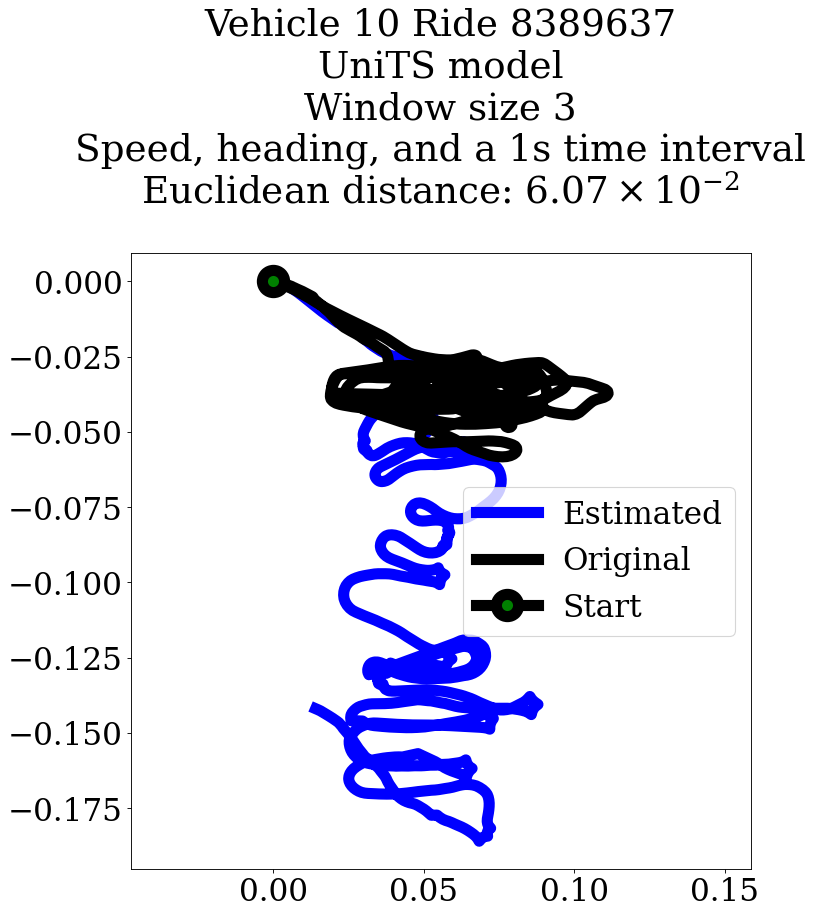 Vehicle 10 Ride 8389637
UniTS model
Window size 3
Speed, heading, and a 1s time interval
Euclidean distance: 6.07 × 10⁻²
0.000
−0.025
−0.050
−0.075
−0.100
−0.125
−0.150
−0.175
Estimated
Original
Start
0.00 0.05 0.10 0.15